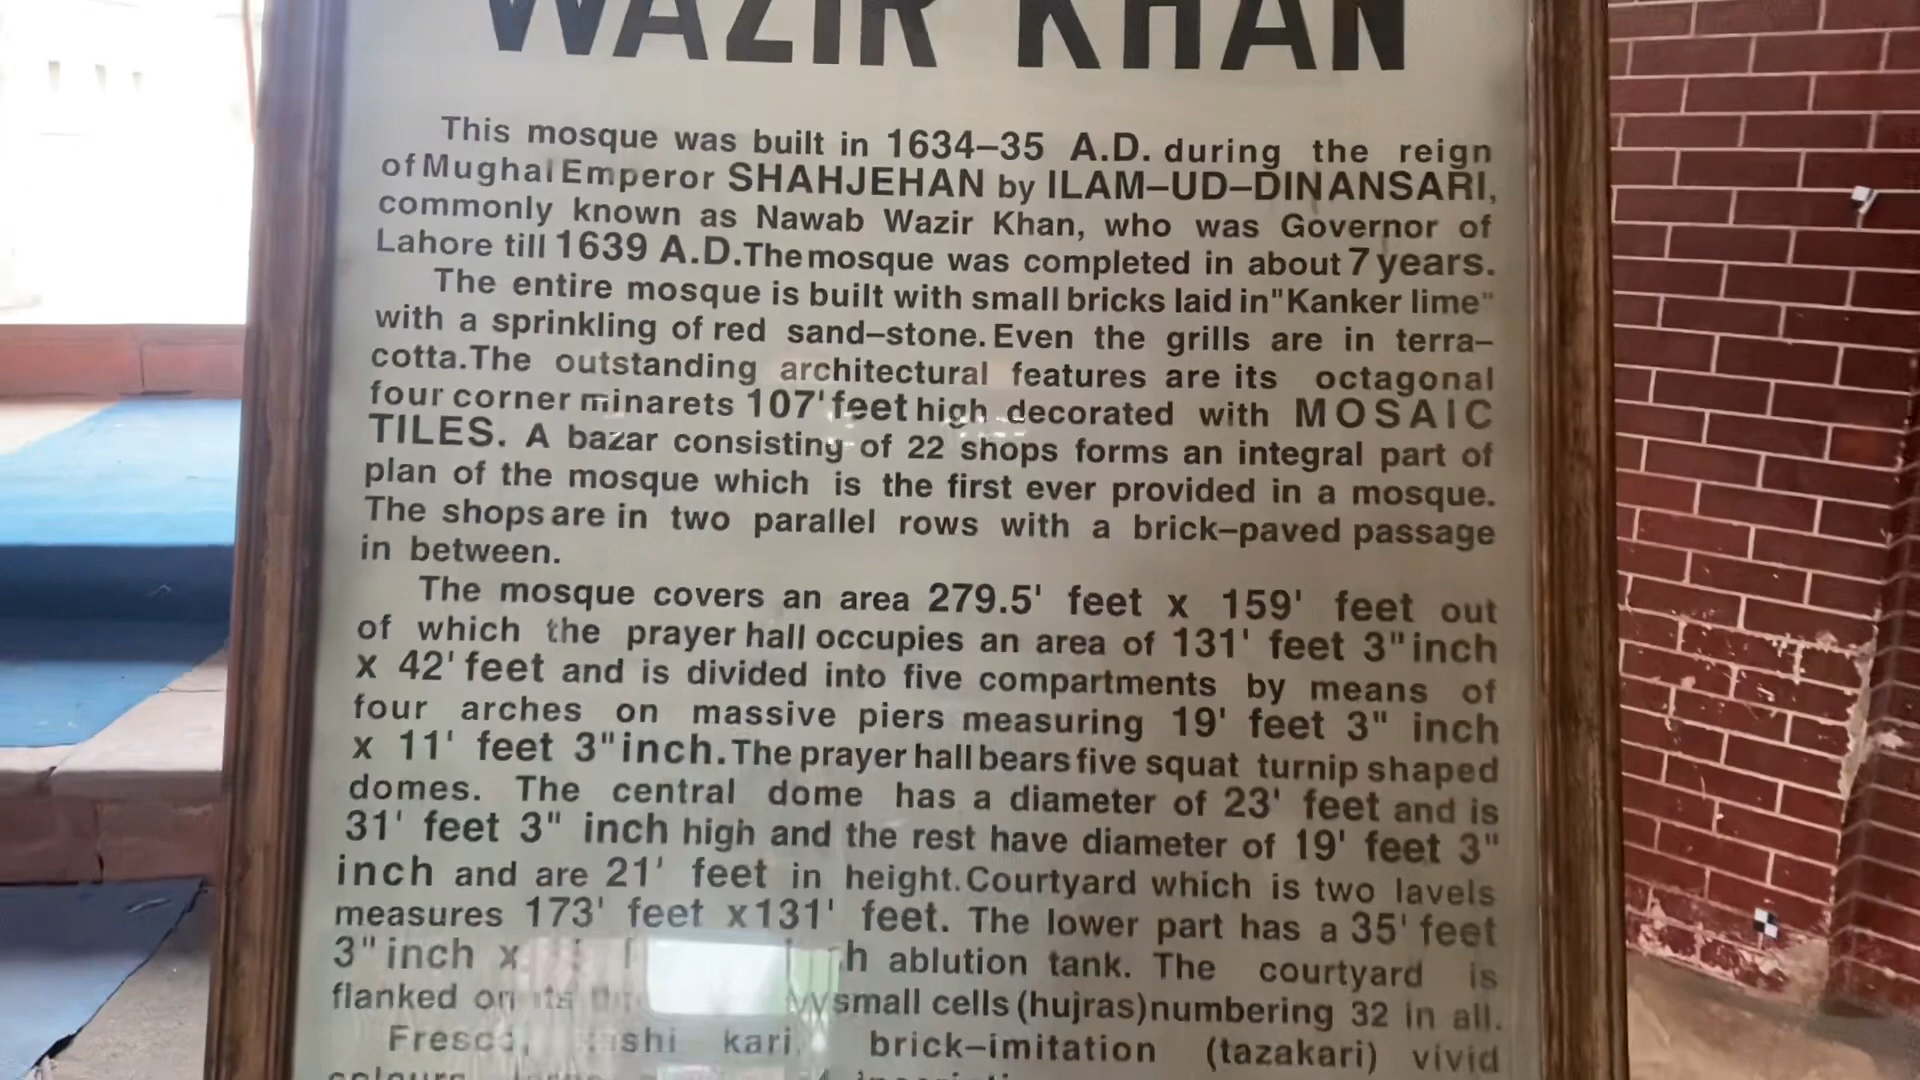 WAZIR KHAN
This mosque was built in 1634–35 A.D. during the reign
of Mughal Emperor SHAHJEHAN by ILAM–UD–DIN ANSARI,
commonly known as Nawab Wazir Khan, who was Governor of
Lahore till 1639 A.D. The mosque was completed in about 7 years.
The entire mosque is built with small bricks laid in "Kanker lime"
with a sprinkling of red sand–stone. Even the grills are in terra–
cotta. The outstanding architectural features are its octagonal
four corner minarets 107' feet high decorated with MOSAIC
TILES. A bazar consisting of 22 shops forms an integral part of
plan of the mosque which is the first ever provided in a mosque.
The shops are in two parallel rows with a brick–paved passage
in between.
The mosque covers an area 279.5' feet x 159' feet out
of which the prayer hall occupies an area of 131' feet 3" inch
x 42' feet and is divided into five compartments by means of
four arches on massive piers measuring 19' feet 3" inch
x 11' feet 3" inch. The prayer hall bears five squat turnip shaped
domes. The central dome has a diameter of 23' feet and is
31' feet 3" inch high and the rest have diameter of 19' feet 3"
inch and are 21' feet in height. Courtyard which is two lavels
measures 173' feet x 131' feet. The lower part has a 35' feet
3" inch x ablution tank. The courtyard is
flanked on its small cells (hujras) numbering 32 in all.
kari, brick–imitation (tazakari) vivid